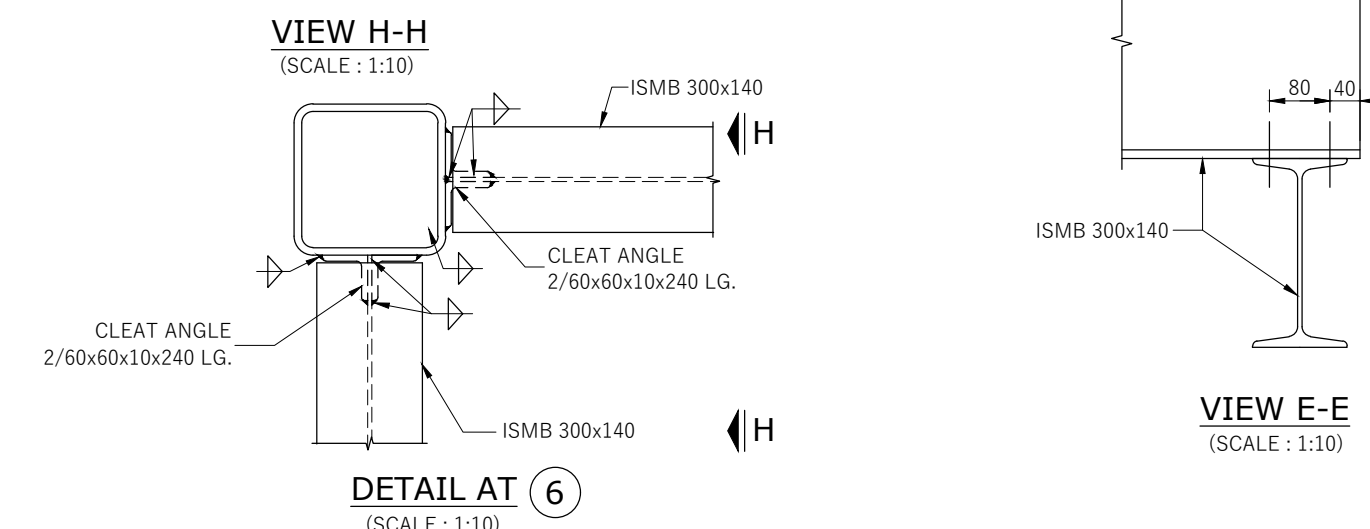 VIEW H-H
(SCALE : 1:10)
ISMB 300x140
H
CLEAT ANGLE
2/60x60x10x240 LG.
CLEAT ANGLE
2/60x60x10x240 LG.
ISMB 300x140
H
DETAIL AT 6
(SCALE : 1:10)
80 40
ISMB 300x140
VIEW E-E
(SCALE : 1:10)